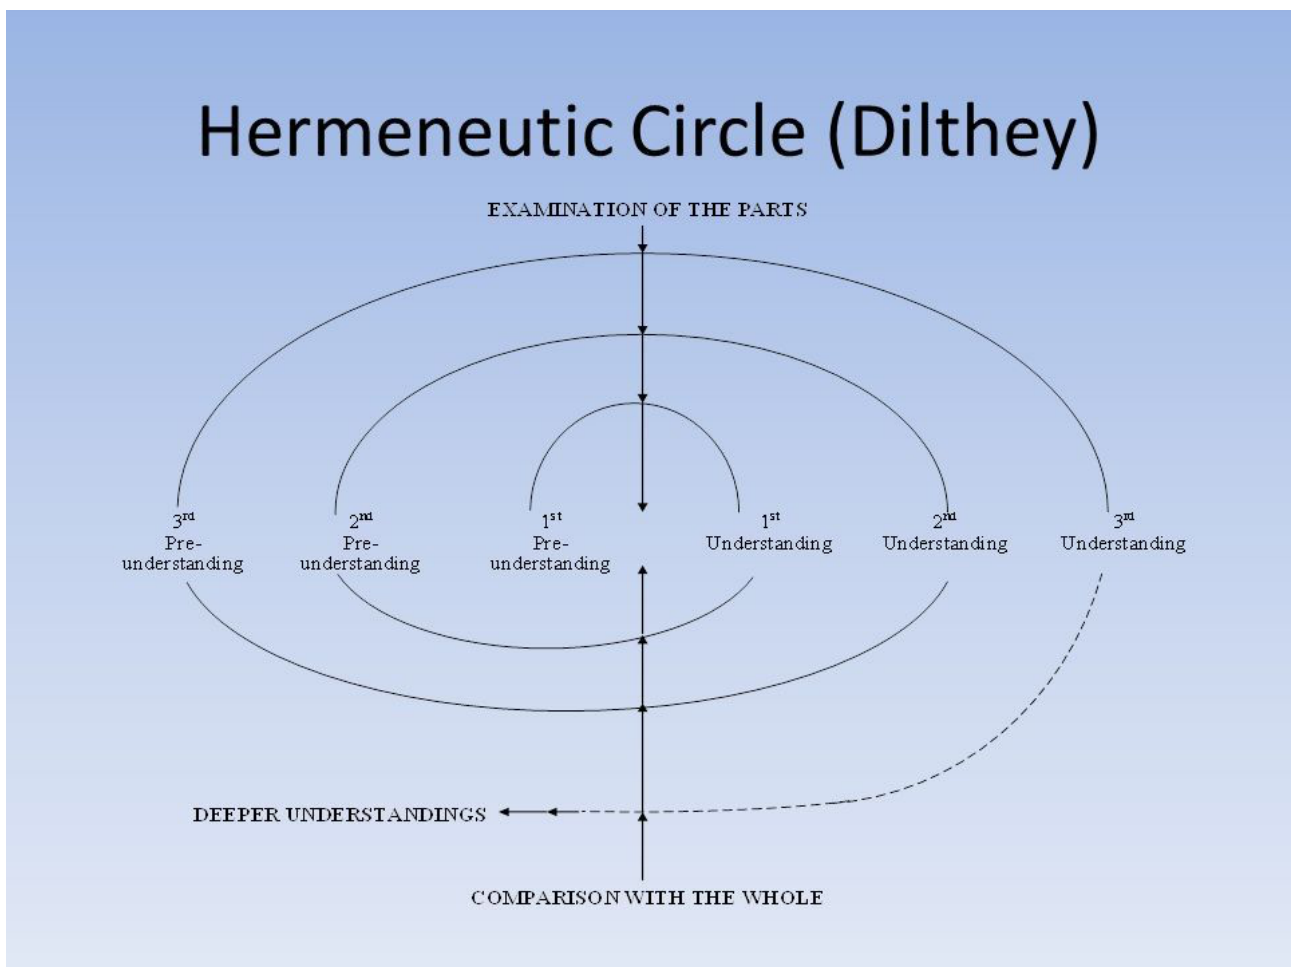 Hermeneutic Circle (Dilthey)
EXAMINATION OF THE PARTS
3rd
Pre-
understanding
2nd
Pre-
understanding
1st
Pre-
understanding
1st
Understanding
2nd
Understanding
3rd
Understanding
DEEPER UNDERSTANDINGS
COMPARISON WITH THE WHOLE